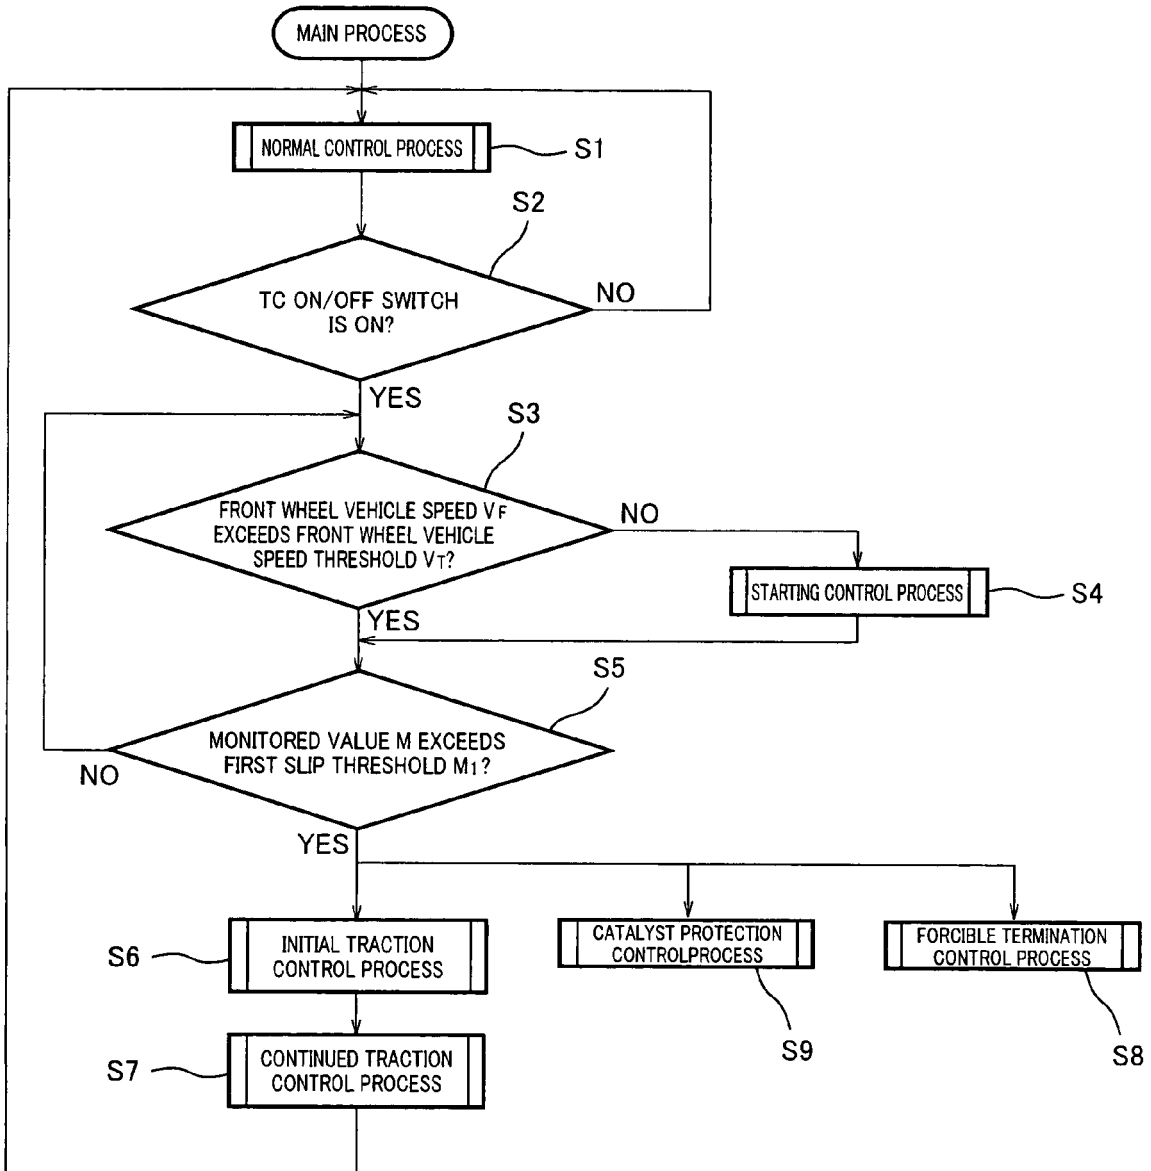 MAIN PROCESS
NORMAL CONTROL PROCESS
S1
S2
TC ON/OFF SWITCH
IS ON?
NO
YES
S3
FRONT WHEEL VEHICLE SPEED VF
EXCEEDS FRONT WHEEL VEHICLE
SPEED THRESHOLD VT?
NO
STARTING CONTROL PROCESS
S4
YES
S5
MONITORED VALUE M EXCEEDS
FIRST SLIP THRESHOLD M1?
NO
YES
S6
INITIAL TRACTION
CONTROL PROCESS
CATALYST PROTECTION
CONTROLPROCESS
S9
FORCIBLE TERMINATION
CONTROL PROCESS
S8
S7
CONTINUED TRACTION
CONTROL PROCESS